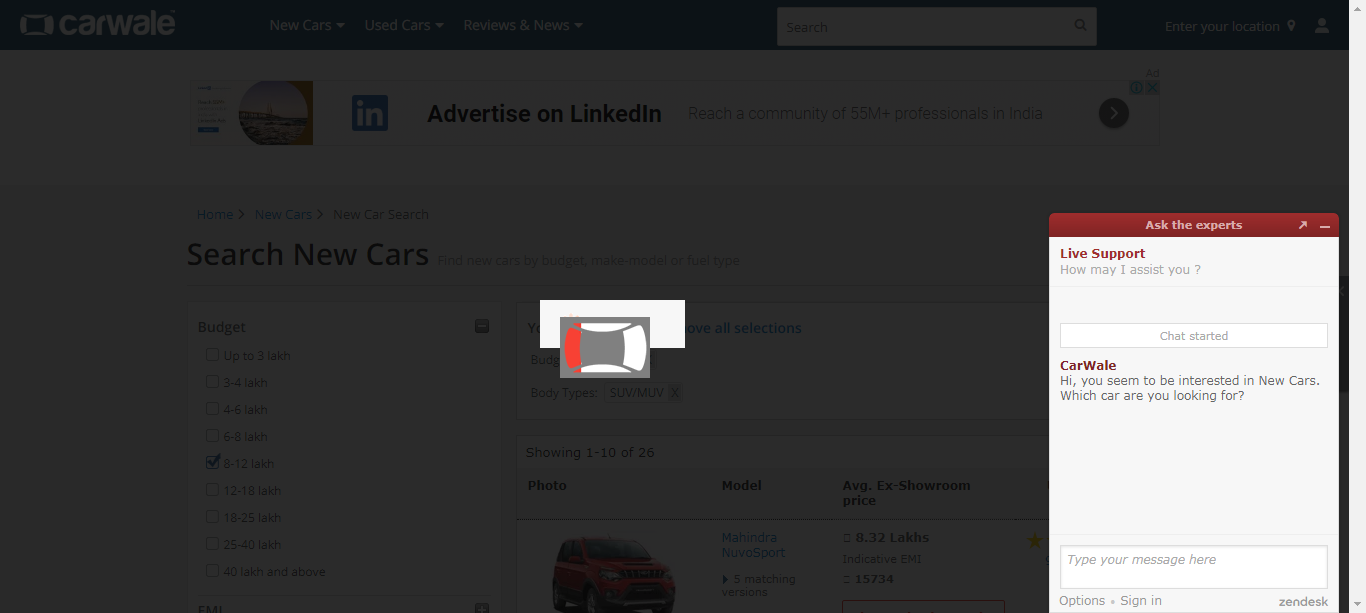 carwale
New Cars
Used Cars
Reviews & News
Search
Enter your location
Ad
in
Advertise on LinkedIn
Reach a community of 55M+ professionals in India
Home
New Cars
New Car Search
Search New Cars
Find new cars by budget, make-model or fuel type
Budget
Up to 3 lakh
3-4 lakh
4-6 lakh
6-8 lakh
8-12 lakh
12-18 lakh
18-25 lakh
25-40 lakh
40 lakh and above
EMI
all selections
Body Types: SUV/MUV X
Showing 1-10 of 26
Photo
Model
Avg. Ex-Showroom
price
Mahindra
NuvoSport
5 matching
versions
8.32 Lakhs
Indicative EMI
15734
Ask the experts
Live Support
How may I assist you ?
Chat started
CarWale
Hi, you seem to be interested in New Cars.
Which car are you looking for?
Type your message here
Options • Sign in
zendesk